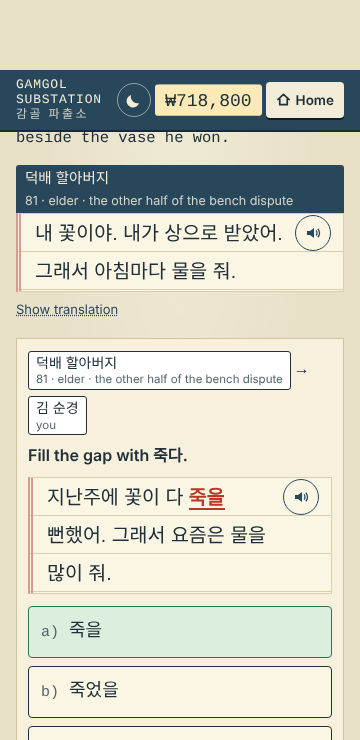 GAMGOL
SUBSTATION
감골 파출소
₩718,800
Home
beside the vase he won.
덕배 할아버지
81 · elder · the other half of the bench dispute
내 꽃이야. 내가 상으로 받았어.
그래서 아침마다 물을 줘.
Show translation
덕배 할아버지
81 · elder · the other half of the bench dispute
→
김 순경
you
Fill the gap with 죽다.
지난주에 꽃이 다 죽을
뻔했어. 그래서 요즘은 물을
많이 줘.
a) 죽을
b) 죽었을